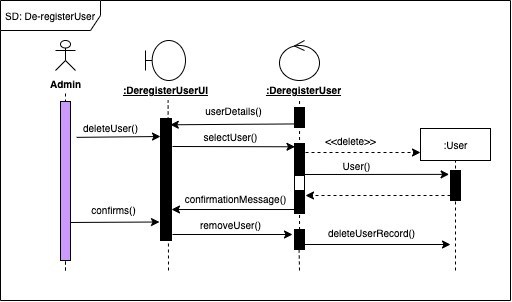 SD: De-registerUser
Admin
:DeregisterUserUI
:DeregisterUser
userDetails()
deleteUser()
selectUser()
<<delete>>
:User
User()
confirmationMessage()
confirms()
removeUser()
deleteUserRecord()